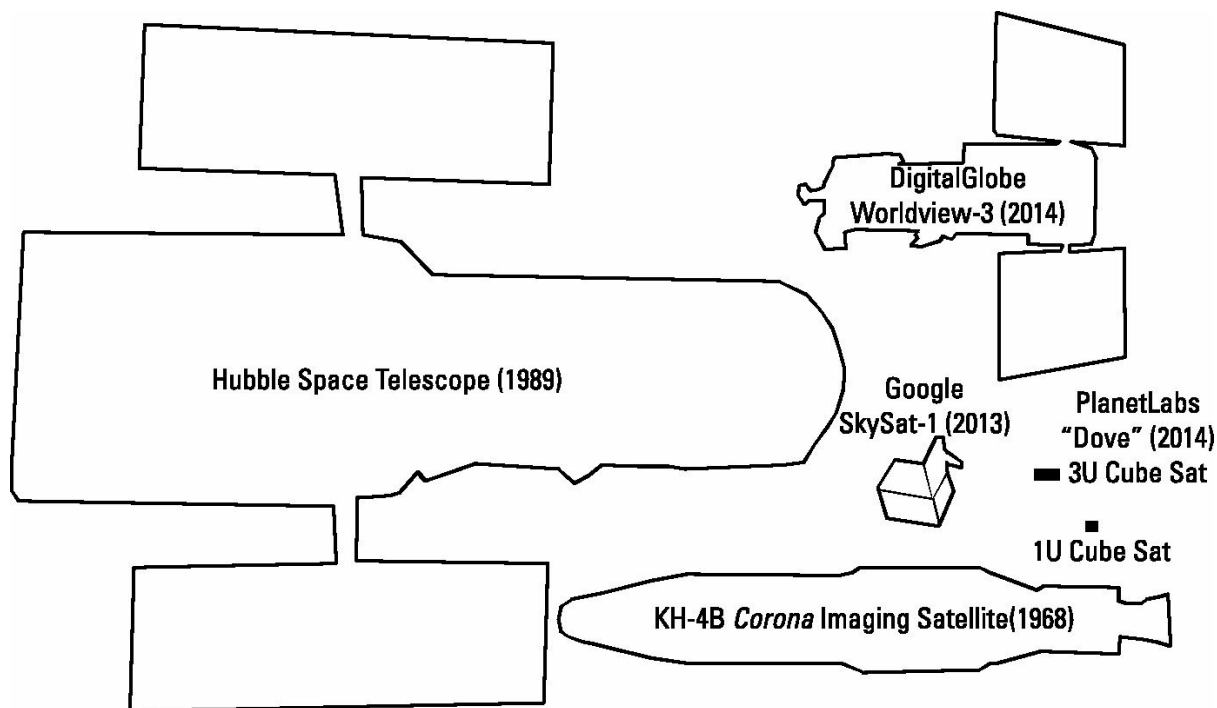 DigitalGlobe
Worldview-3 (2014)
Hubble Space Telescope (1989)
Google
SkySat-1 (2013)
PlanetLabs
“Dove” (2014)
3U Cube Sat
1U Cube Sat
KH-4B Corona Imaging Satellite(1968)